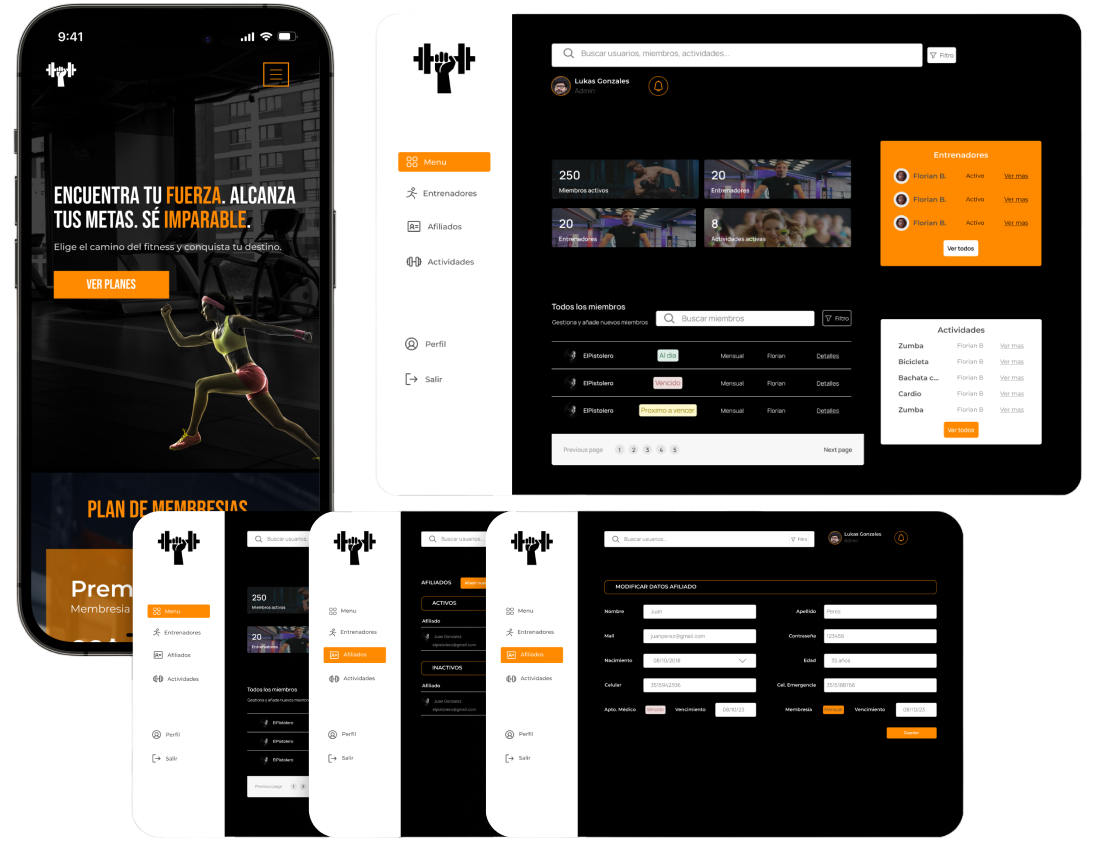 9:41
ENCUENTRA TU FUERZA. ALCANZA
TUS METAS. SÉ IMPARABLE.
Elige el camino del fitness y conquista tu destino.
VER PLANES
PLAN DE MEMBRESIAS
Prem
Membresia
Menu
Entrenadores
Afiliados
Actividades
Perfil
Salir
Buscar usuarios, miembros, actividades...
Filtro
Lukas Gonzales
Admin
250
Miembros activos
20
Entrenadores
20
Entrenadores
8
Actividades activas
Entrenadores
Florian B. Activo Ver mas
Florian B. Activo Ver mas
Florian B. Activo Ver mas
Ver todos
Todos los miembros
Gestiona y añade nuevos miembros
Buscar miembros
Filtro
ElPistolero Al dia Mensual Florian Detalles
ElPistolero Vencido Mensual Florian Detalles
ElPistolero Proximo a vencer Mensual Florian Detalles
Previous page 1 2 3 4 5 Next page
Actividades
Zumba Florian B Ver mas
Bicicleta Florian B Ver mas
Bachata c... Florian B Ver mas
Cardio Florian B Ver mas
Zumba Florian B Ver mas
Ver todos
Menu
Entrenadores
Afiliados
Actividades
Perfil
Salir
Buscar usuarios,
250
Miembros activos
20
Entrenadores
Todos los miembros
Gestiona y añade nuevos miembros
ElPistolero
ElPistolero
ElPistolero
Previous page 1 2
Menu
Entrenadores
Afiliados
Actividades
Perfil
Salir
Buscar usuarios...
AFILIADOS
ACTIVOS
Afiliado
Juan Gonzalez
elpistolero@gmail.com
INACTIVOS
Afiliado
Juan Gonzalez
elpistolero@gmail.com
Menu
Entrenadores
Afiliados
Actividades
Perfil
Salir
Buscar usuarios...
Filtro
Lukas Gonzales
Admin
MODIFICAR DATOS AFILIADO
Nombre Juan Apellido Perez
Mail juanperez@gmail.com Contraseña 123456
Nacimiento 08/10/2018 Edad 35 años
Celular 3515942336 Cel. Emergencia 3515188756
Apto. Médico Vencido Vencimiento 08/10/23 Membresia Mensual Vencimiento 08/10/23
Guardar